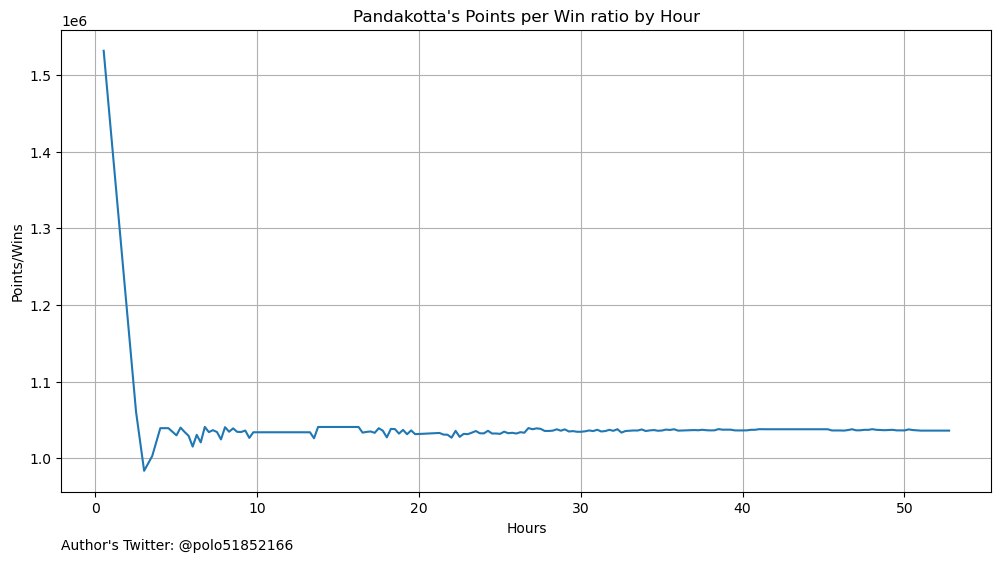 Pandakotta's Points per Win ratio by Hour
1e6
1.5
1.4
1.3
1.2
1.1
1.0
Points/Wins
0 10 20 30 40 50
Hours
Author's Twitter: @polo51852166